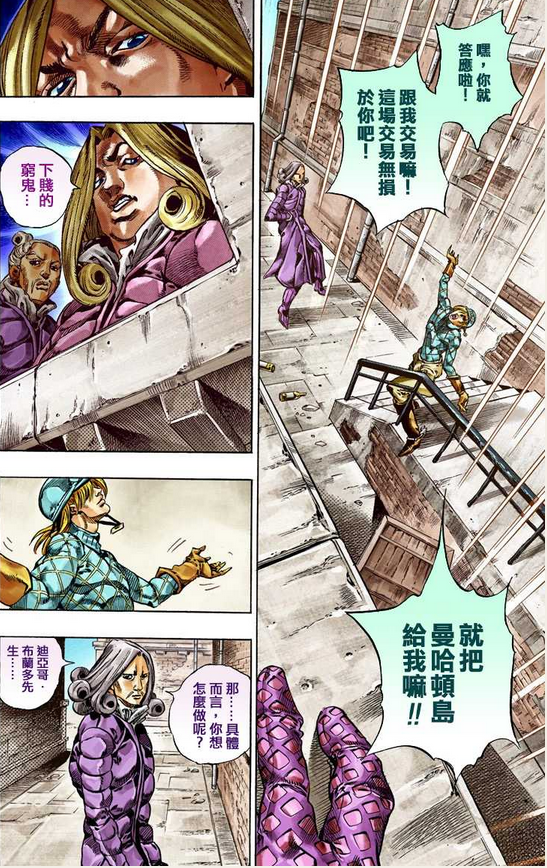 嘿，你就
答應啦！
跟我交易嘛！
這場交易無損
於你吧！
就把
曼哈頓島
給我嘛！！
下賤的
窮鬼…
那……具體
而言，你想
怎麼做呢？
迪亞哥．
布蘭多先
生……